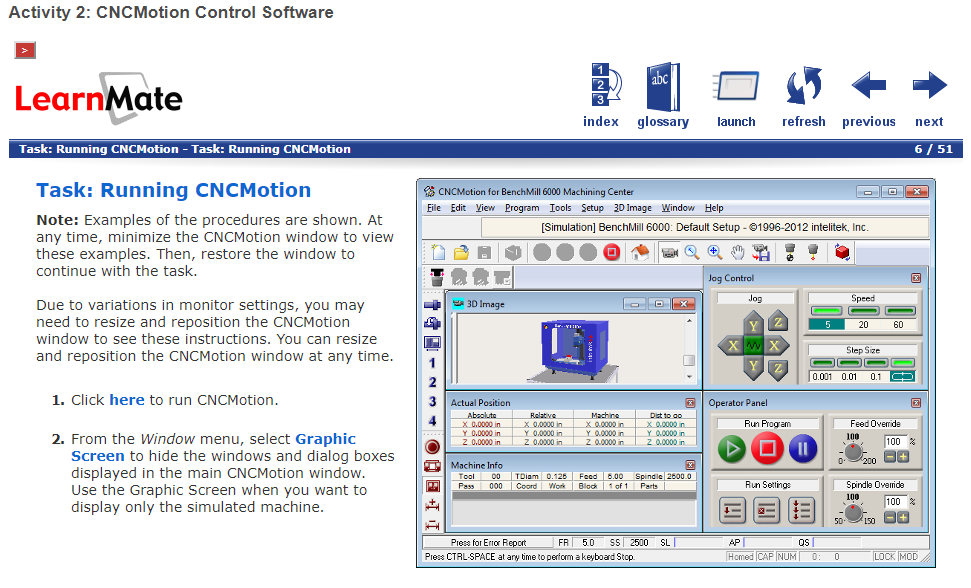 Activity 2: CNCMotion Control Software
>
LearnMate
1
2
3
abc
index glossary launch refresh previous next
Task: Running CNCMotion - Task: Running CNCMotion 6 / 51
Task: Running CNCMotion
Note: Examples of the procedures are shown. At
any time, minimize the CNCMotion window to view
these examples. Then, restore the window to
continue with the task.
Due to variations in monitor settings, you may
need to resize and reposition the CNCMotion
window to see these instructions. You can resize
and reposition the CNCMotion window at any time.
1. Click here to run CNCMotion.
2. From the Window menu, select Graphic
Screen to hide the windows and dialog boxes
displayed in the main CNCMotion window.
Use the Graphic Screen when you want to
display only the simulated machine.
CNCMotion for BenchMill 6000 Machining Center
File Edit View Program Tools Setup 3D Image Window Help
[Simulation] BenchMill 6000: Default Setup - ©1996-2012 intelitek, Inc.
1
2
3
4
3D Image
Actual Position
Absolute Relative Machine Dist to go
X 0.0000 in X 0.0000 in X 0.0000 in X 0.0000 in
Y 0.0000 in Y 0.0000 in Y 0.0000 in Y 0.0000 in
Z 0.0000 in Z 0.0000 in Z 0.0000 in Z 0.0000 in
Machine Info
Tool 00 TDiam 0.125 Feed 5.00 Spindle 2500.0
Pass 000 Coord Work Block 1 of 1 Parts
Jog Control
Jog
Y Z
X X
Y Z
Speed
5 20 60
Step Size
0.001 0.01 0.1
Operator Panel
Run Program
Feed Override
100
0 200
100 %
Run Settings
Spindle Override
100
50 150
100 %
Press for Error Report FR 5.0 SS 2500 SL AP QS
Press CTRL-SPACE at any time to perform a keyboard Stop. Homed CAP NUM 0: 0 LOCK MOD